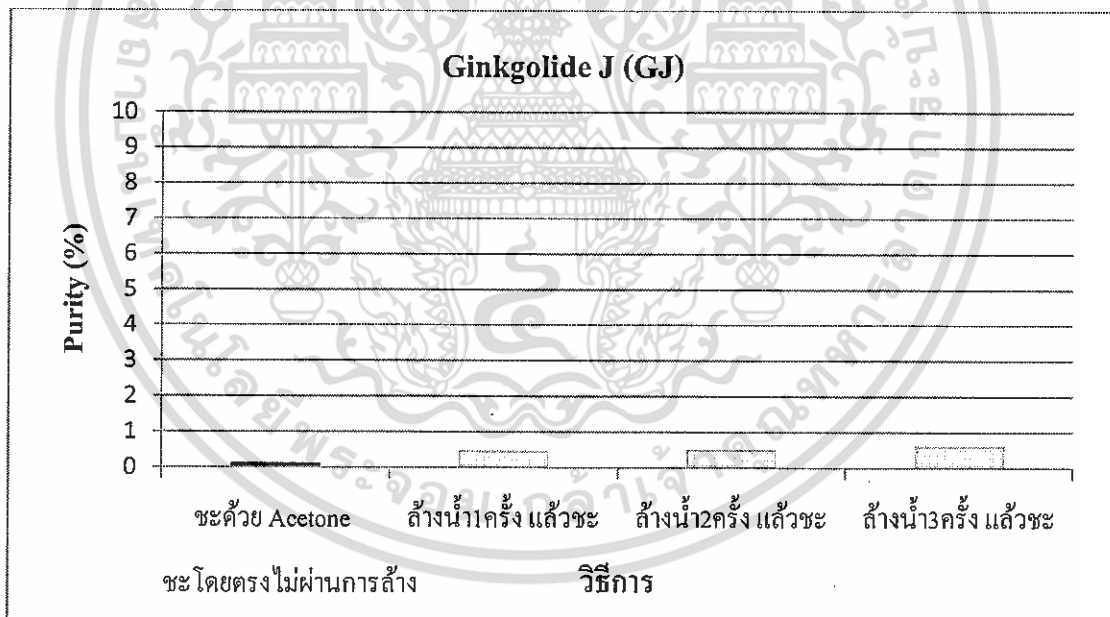 Ginkgolide J (GJ)
10
9
8
7
6
5
4
3
2
1
0
Purity (%)
ชะด้วย Acetone
ล้างน้ำ1ครั้ง แล้วชะ
ล้างน้ำ2ครั้ง แล้วชะ
ล้างน้ำ3ครั้ง แล้วชะ
ชะโดยตรงไม่ผ่านการล้าง
วิธีการ